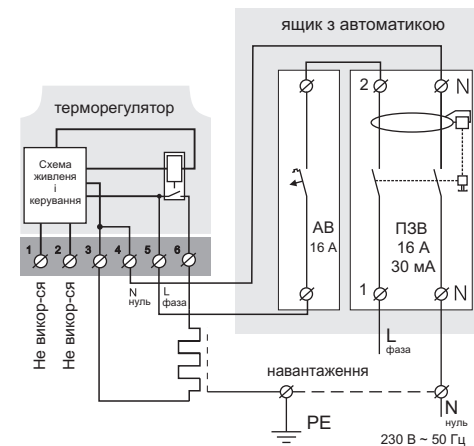 ящик з автоматикою
терморегулятор
Схема
живленя
і
керування
1 2 3 4 5 6
Не викор-ся
Не викор-ся
N
нуль
L
фаза
АВ
16 А
2 N
ПЗВ
16 А
30 мА
1 N
L
фаза
навантаження
PE
N
нуль
230 В ~ 50 Гц